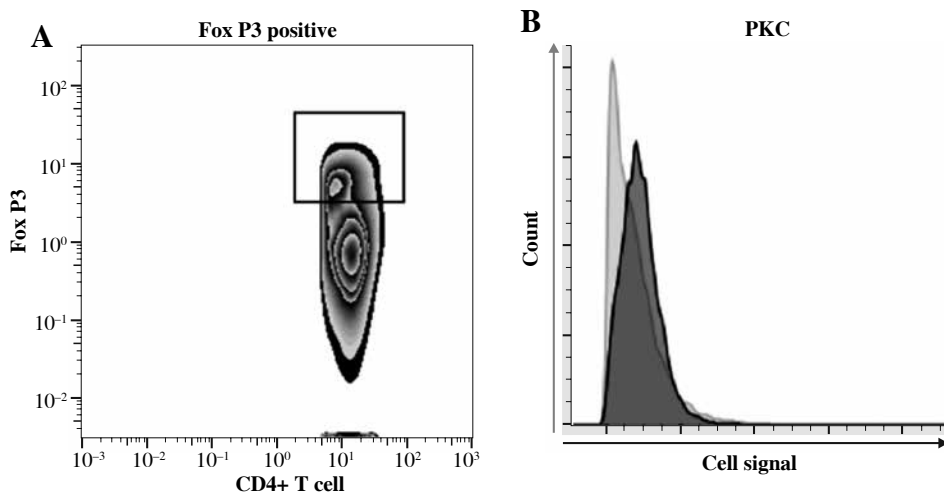 A
Fox P3 positive
10²
10¹
10⁰
10⁻¹
10⁻²
Fox P3
10⁻³ 10⁻² 10⁻¹ 10⁰ 10¹ 10² 10³
CD4+ T cell
B
PKC
Count
Cell signal